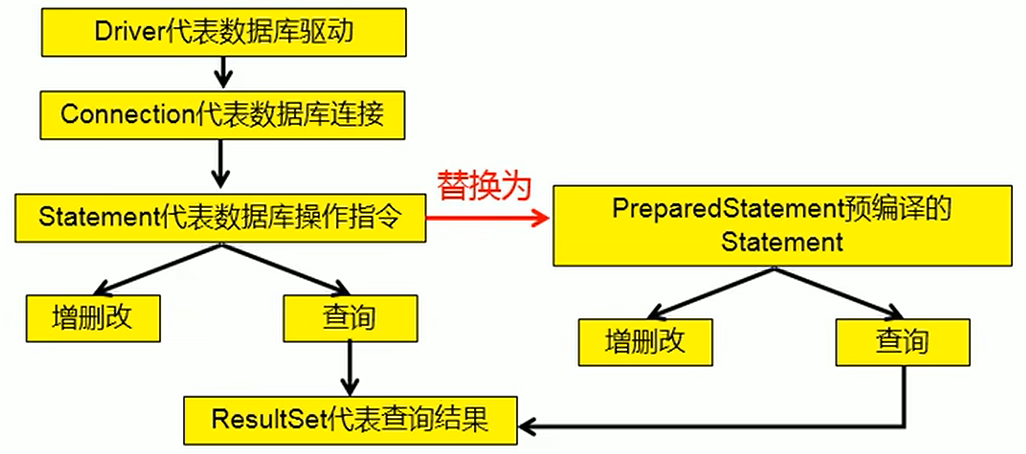 Driver代表数据库驱动
Connection代表数据库连接
Statement代表数据库操作指令
替换为
PreparedStatement预编译的
Statement
增删改
查询
增删改
查询
ResultSet代表查询结果